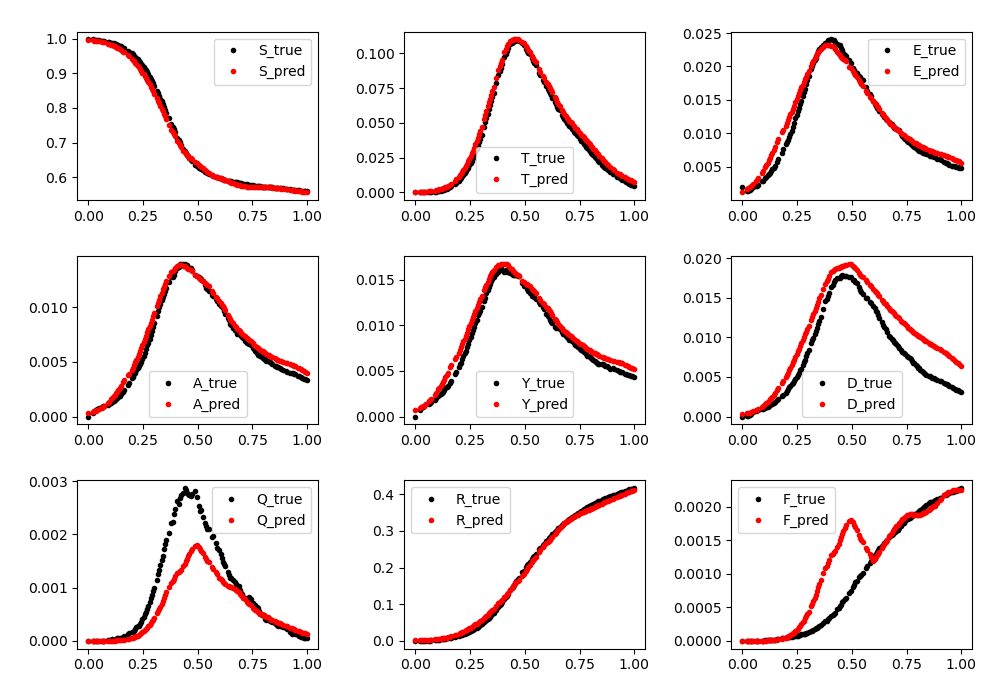 1.0
0.9
0.8
0.7
0.6
0.00 0.25 0.50 0.75 1.00
S_true
S_pred
0.100
0.075
0.050
0.025
0.000
0.00 0.25 0.50 0.75 1.00
T_true
T_pred
0.025
0.020
0.015
0.010
0.005
0.00 0.25 0.50 0.75 1.00
E_true
E_pred
0.010
0.005
0.000
0.00 0.25 0.50 0.75 1.00
A_true
A_pred
0.015
0.010
0.005
0.000
0.00 0.25 0.50 0.75 1.00
Y_true
Y_pred
0.020
0.015
0.010
0.005
0.000
0.00 0.25 0.50 0.75 1.00
D_true
D_pred
0.003
0.002
0.001
0.000
0.00 0.25 0.50 0.75 1.00
Q_true
Q_pred
0.4
0.3
0.2
0.1
0.0
0.00 0.25 0.50 0.75 1.00
R_true
R_pred
0.0020
0.0015
0.0010
0.0005
0.0000
0.00 0.25 0.50 0.75 1.00
F_true
F_pred